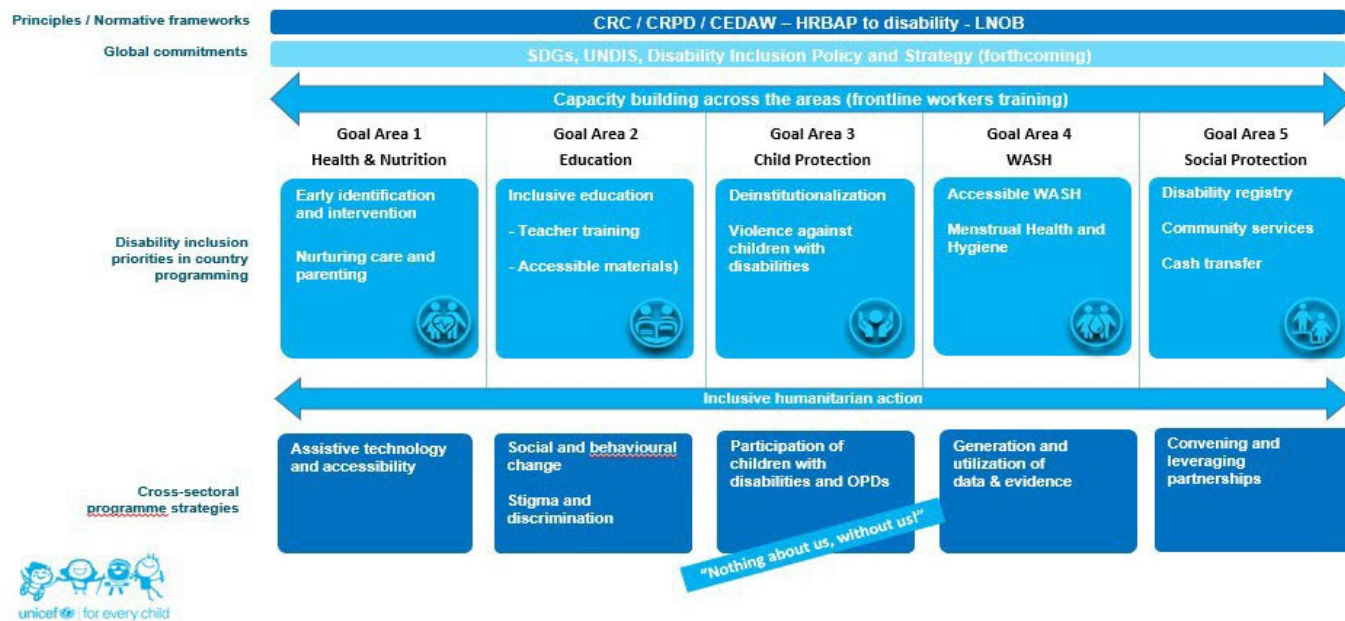 Principles / Normative frameworks
CRC / CRPD / CEDAW – HRBAP to disability - LNOB
Global commitments
SDGs, UNDIS, Disability Inclusion Policy and Strategy (forthcoming)
Capacity building across the areas (frontline workers training)
Goal Area 1
Health & Nutrition
Goal Area 2
Education
Goal Area 3
Child Protection
Goal Area 4
WASH
Goal Area 5
Social Protection
Disability inclusion
priorities in country
programming
Early identification
and intervention
Nurturing care and
parenting
Inclusive education
- Teacher training
- Accessible materials)
Deinstitutionalization
Violence against
children with
disabilities
Accessible WASH
Menstrual Health and
Hygiene
Disability registry
Community services
Cash transfer
Inclusive humanitarian action
Cross-sectoral
programme strategies
Assistive technology
and accessibility
Social and behavioural
change
Stigma and
discrimination
Participation of
children with
disabilities and OPDs
Generation and
utilization of
data & evidence
Convening and
leveraging
partnerships
"Nothing about us, without us!"
unicef | for every child